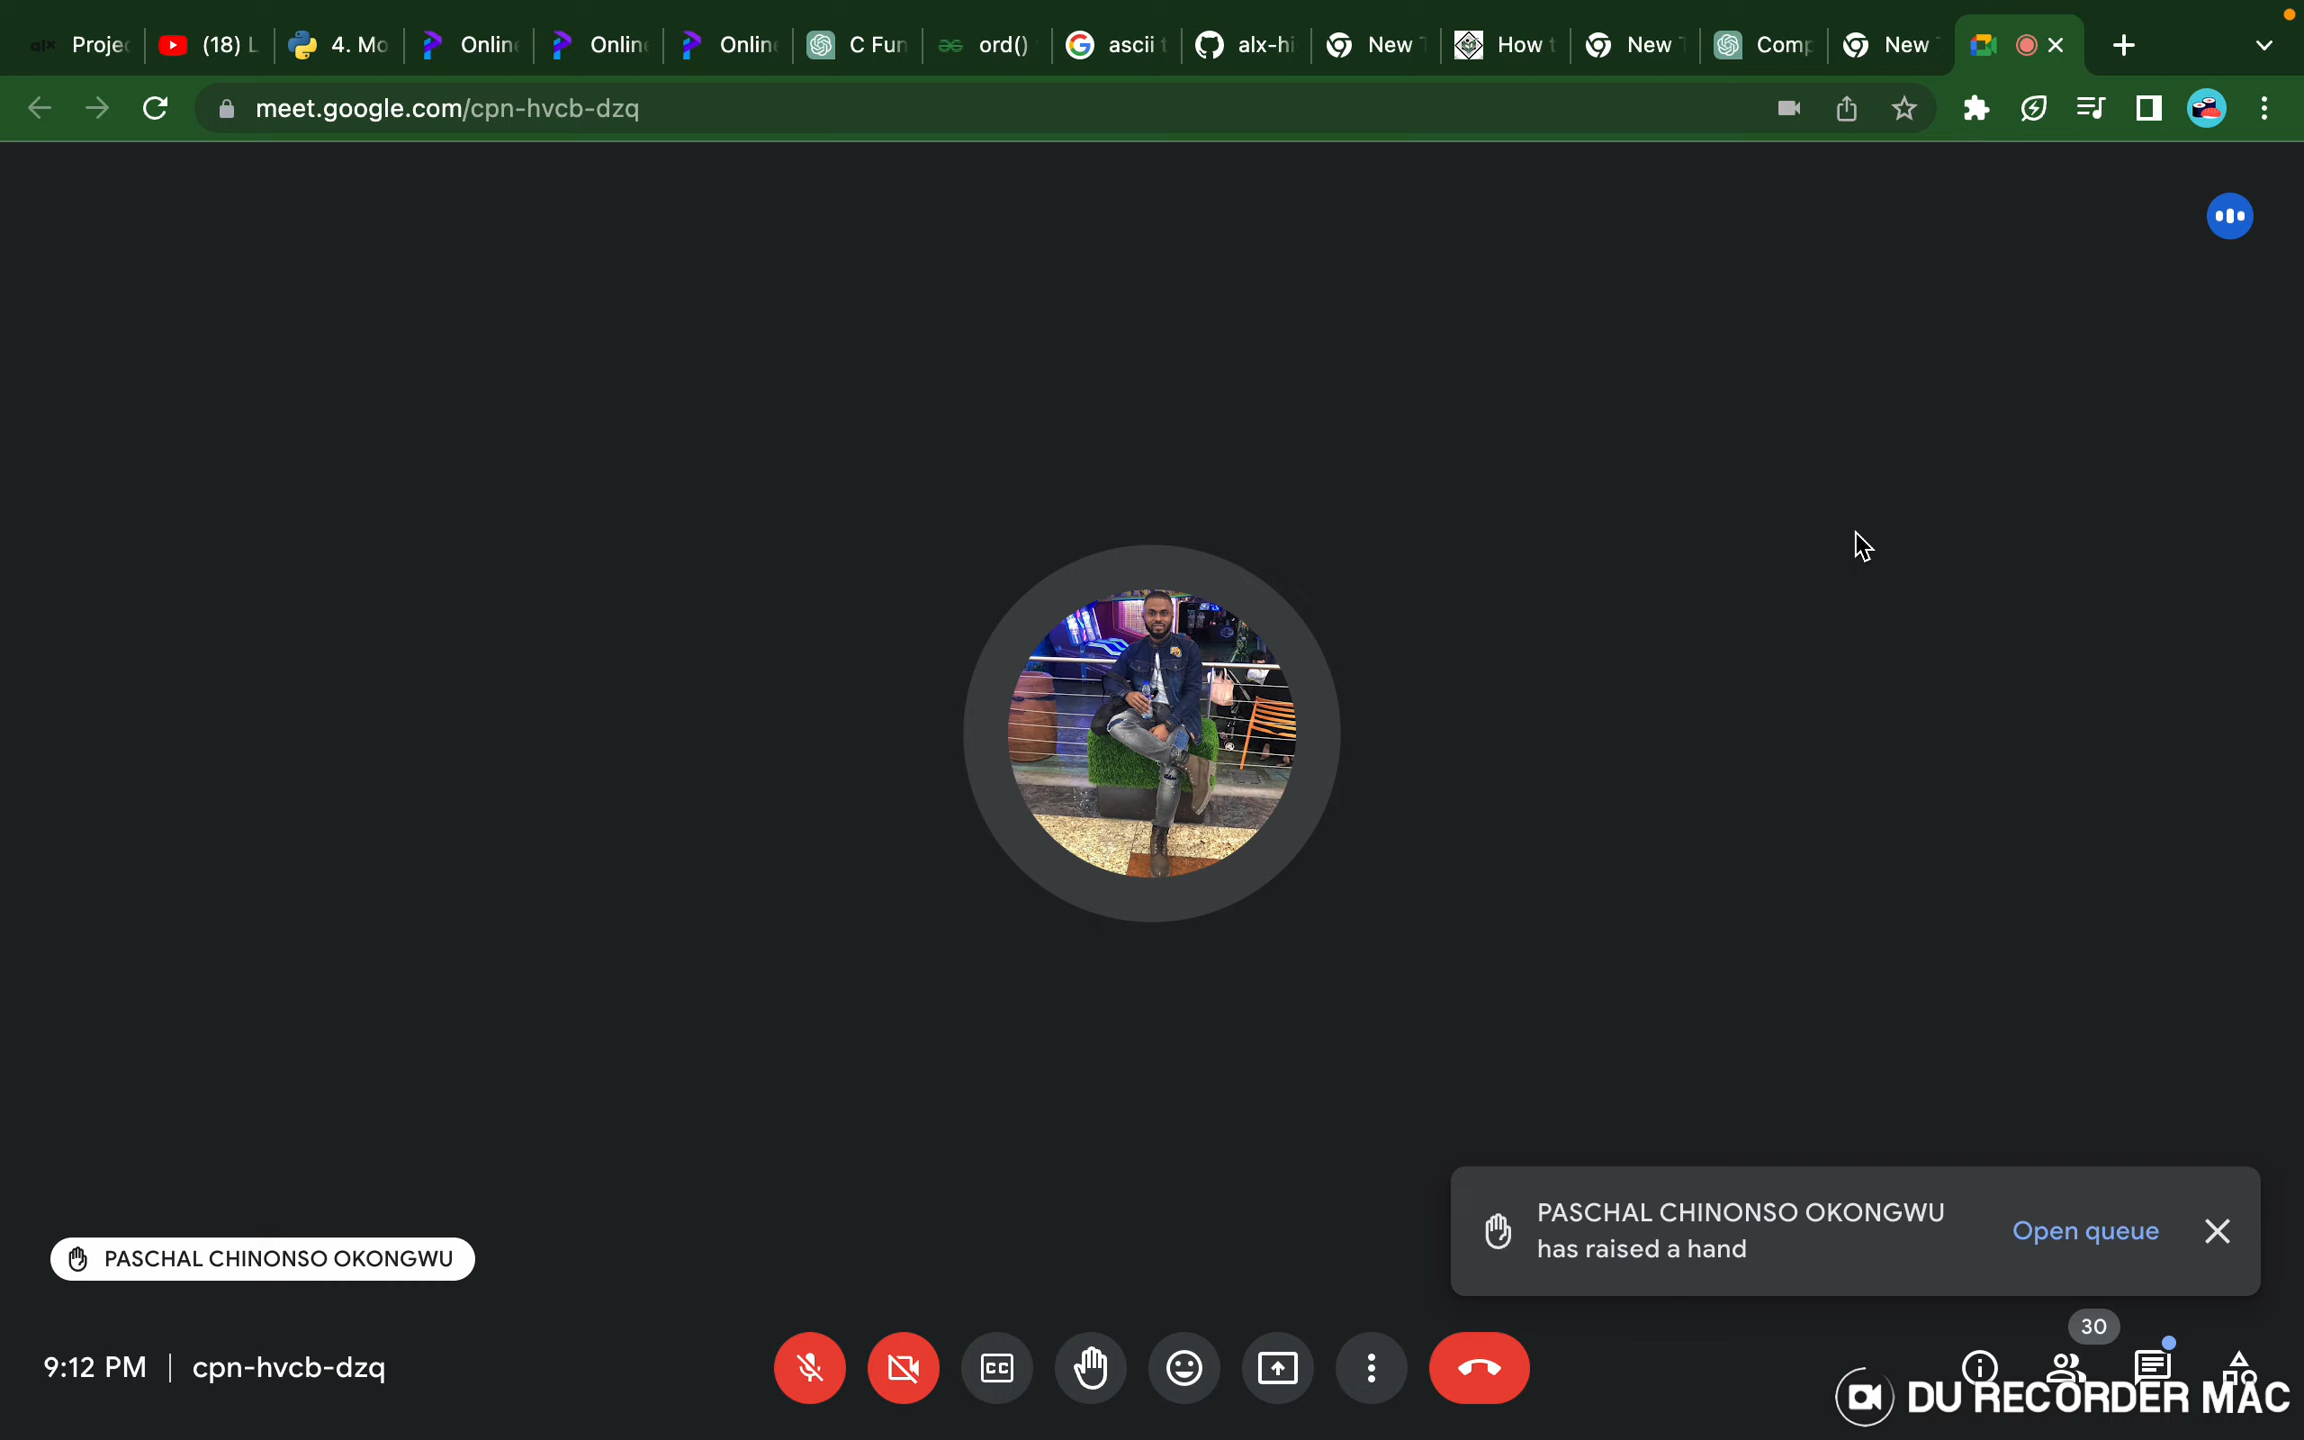 alx Projec (18) L 4. Mo Onlin Onlin Onlin C Fun ord() ascii t alx-hi New T How t New T Comp New T
meet.google.com/cpn-hvcb-dzq
PASCHAL CHINONSO OKONGWU
has raised a hand
Open queue
PASCHAL CHINONSO OKONGWU
30
9:12 PM | cpn-hvcb-dzq
CC
DU RECORDER MAC